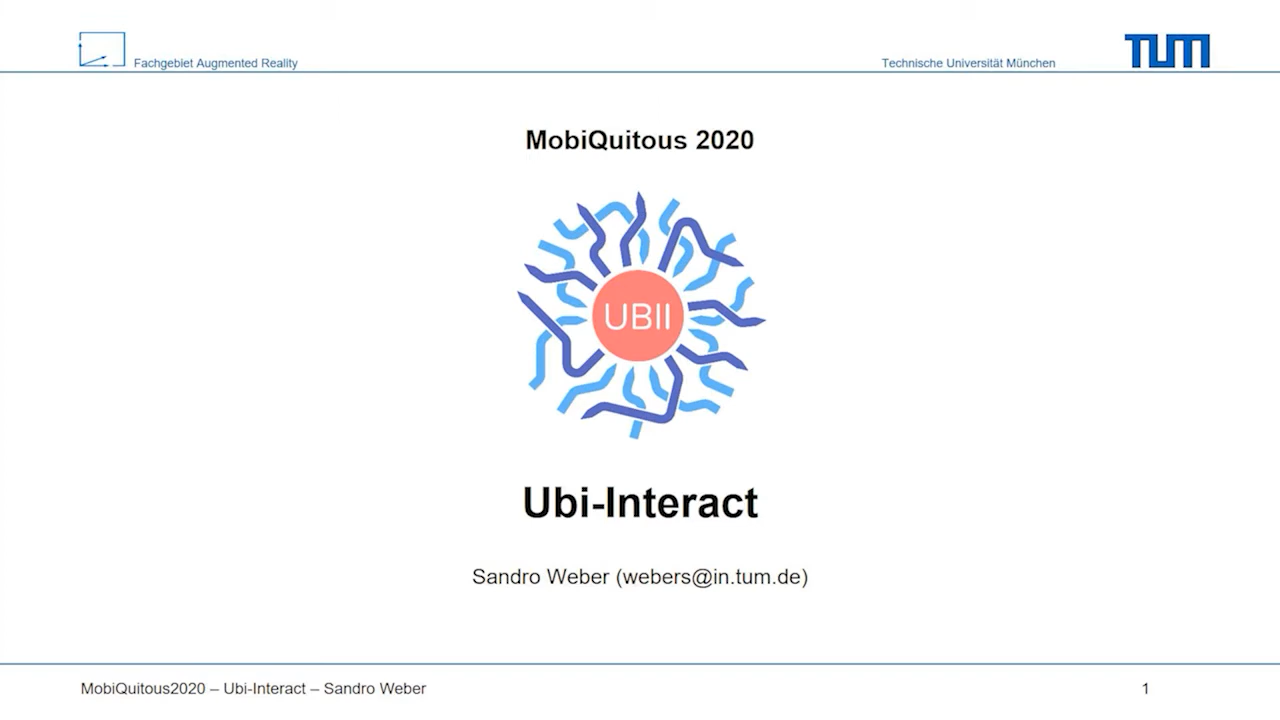 Fachgebiet Augmented Reality
Technische Universität München
TUM
MobiQuitous 2020
UBII
Ubi-Interact
Sandro Weber (webers@in.tum.de)
MobiQuitous2020 – Ubi-Interact – Sandro Weber
1